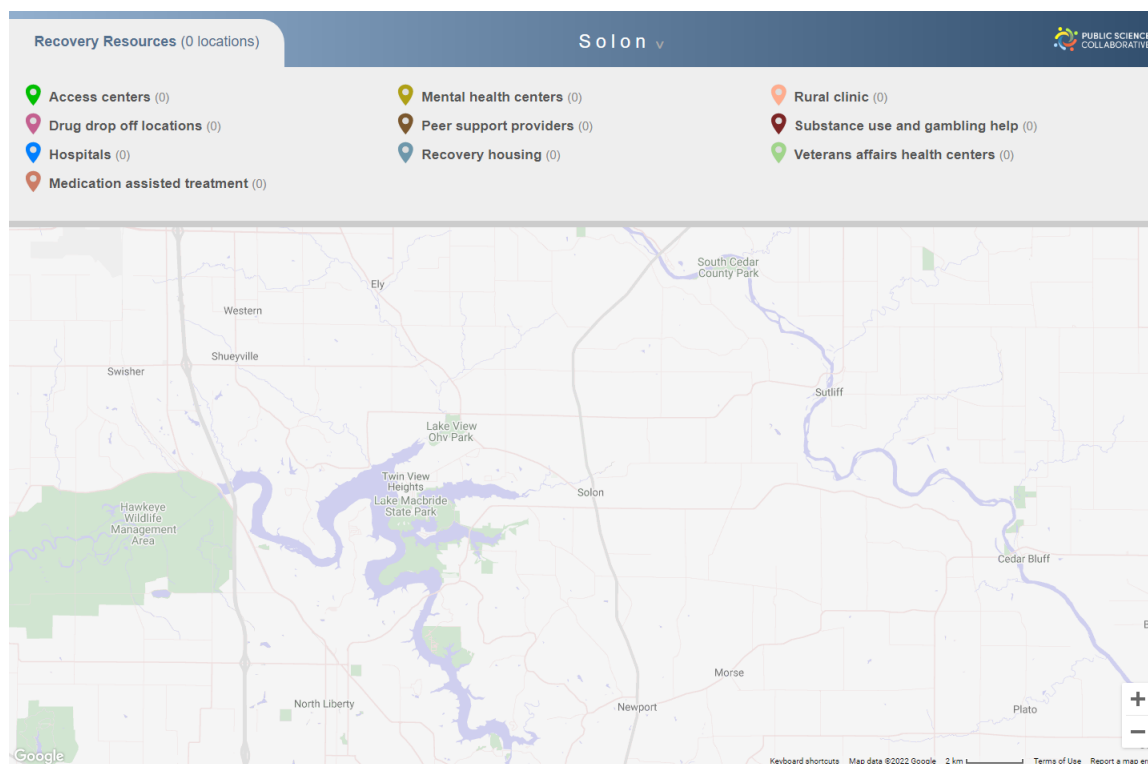 Recovery Resources (0 locations)
Solon v
PUBLIC SCIENCE
COLLABORATIVE
Access centers (0)
Drug drop off locations (0)
Hospitals (0)
Medication assisted treatment (0)
Mental health centers (0)
Peer support providers (0)
Recovery housing (0)
Rural clinic (0)
Substance use and gambling help (0)
Veterans affairs health centers (0)
South Cedar
County Park
Ely
Western
Shueyville
Swisher
Sutliff
Lake View
Ohv Park
Twin View
Heights
Lake Macbride
State Park
Solon
Hawkeye
Wildlife
Management
Area
Cedar Bluff
Morse
North Liberty
Newport
Plato
+
−
Google
Keyboard shortcuts Map data ©2022 Google 2 km Terms of Use Report a map er